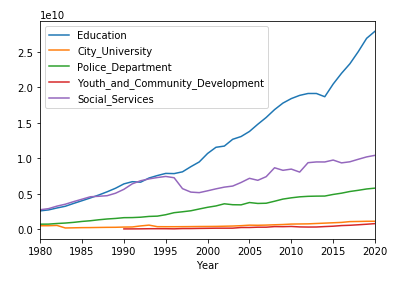 1e10
Education
City_University
Police_Department
Youth_and_Community_Development
Social_Services
2.5
2.0
1.5
1.0
0.5
0.0
1980 1985 1990 1995 2000 2005 2010 2015 2020
Year